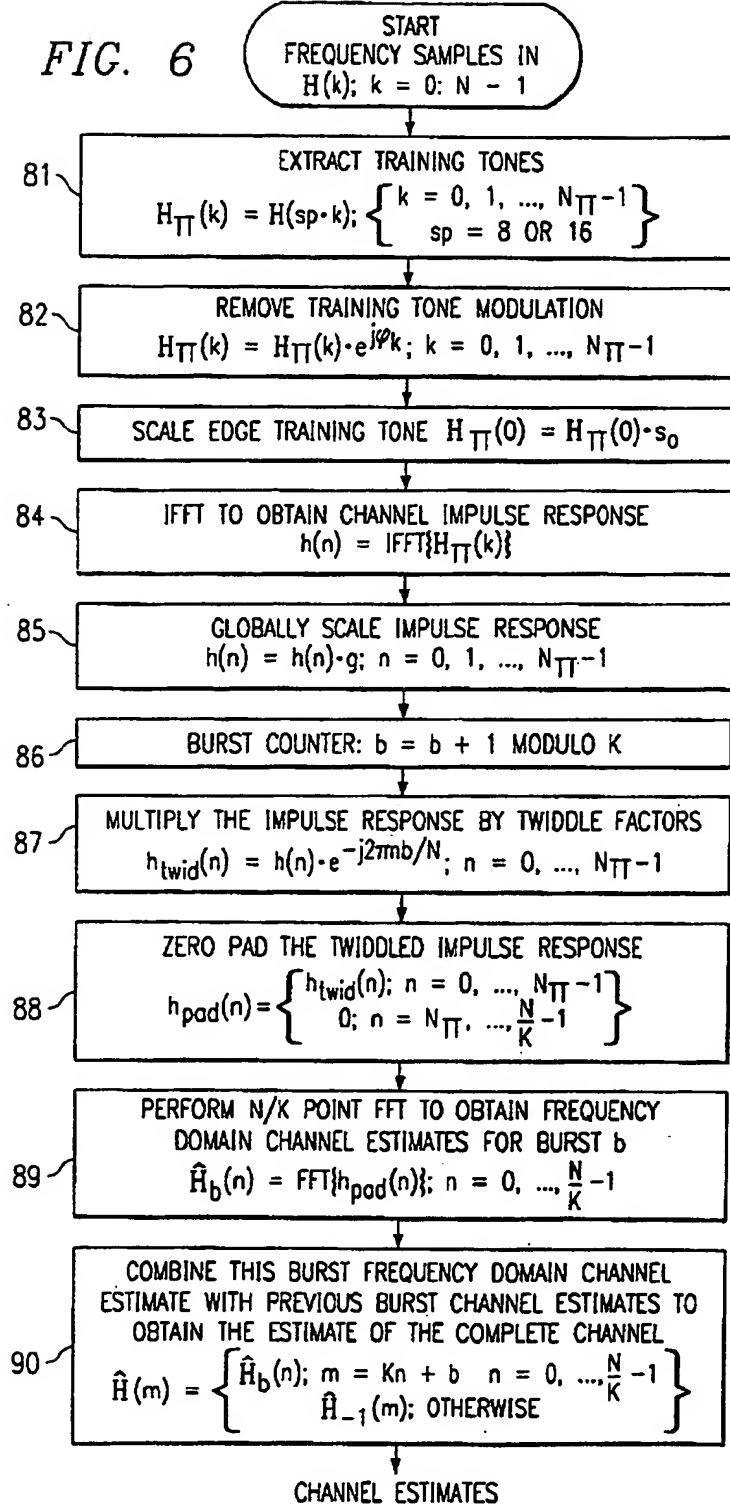 FIG. 6
START
FREQUENCY SAMPLES IN
H(k); k = 0: N - 1
81
EXTRACT TRAINING TONES
H_TT(k) = H(sp·k); { k = 0, 1, ..., N_TT-1
sp = 8 OR 16 }
82
REMOVE TRAINING TONE MODULATION
H_TT(k) = H_TT(k)·e^jφk; k = 0, 1, ..., N_TT-1
83
SCALE EDGE TRAINING TONE H_TT(0) = H_TT(0)·s_o
84
IFFT TO OBTAIN CHANNEL IMPULSE RESPONSE
h(n) = IFFT{H_TT(k)}
85
GLOBALLY SCALE IMPULSE RESPONSE
h(n) = h(n)·g; n = 0, 1, ..., N_TT-1
86
BURST COUNTER: b = b + 1 MODULO K
87
MULTIPLY THE IMPULSE RESPONSE BY TWIDDLE FACTORS
h_twid(n) = h(n)·e^-j2πnb/N; n = 0, ..., N_TT-1
88
ZERO PAD THE TWIDDLED IMPULSE RESPONSE
h_pad(n) = { h_twid(n); n = 0, ..., N_TT-1
0; n = N_TT, ..., N/K -1 }
89
PERFORM N/K POINT FFT TO OBTAIN FREQUENCY
DOMAIN CHANNEL ESTIMATES FOR BURST b
Ĥ_b(n) = FFT{h_pad(n)}; n = 0, ..., N/K -1
90
COMBINE THIS BURST FREQUENCY DOMAIN CHANNEL
ESTIMATE WITH PREVIOUS BURST CHANNEL ESTIMATES TO
OBTAIN THE ESTIMATE OF THE COMPLETE CHANNEL
Ĥ(m) = { Ĥ_b(n); m = Kn + b n = 0, ..., N/K -1
Ĥ_-1(m); OTHERWISE }
CHANNEL ESTIMATES